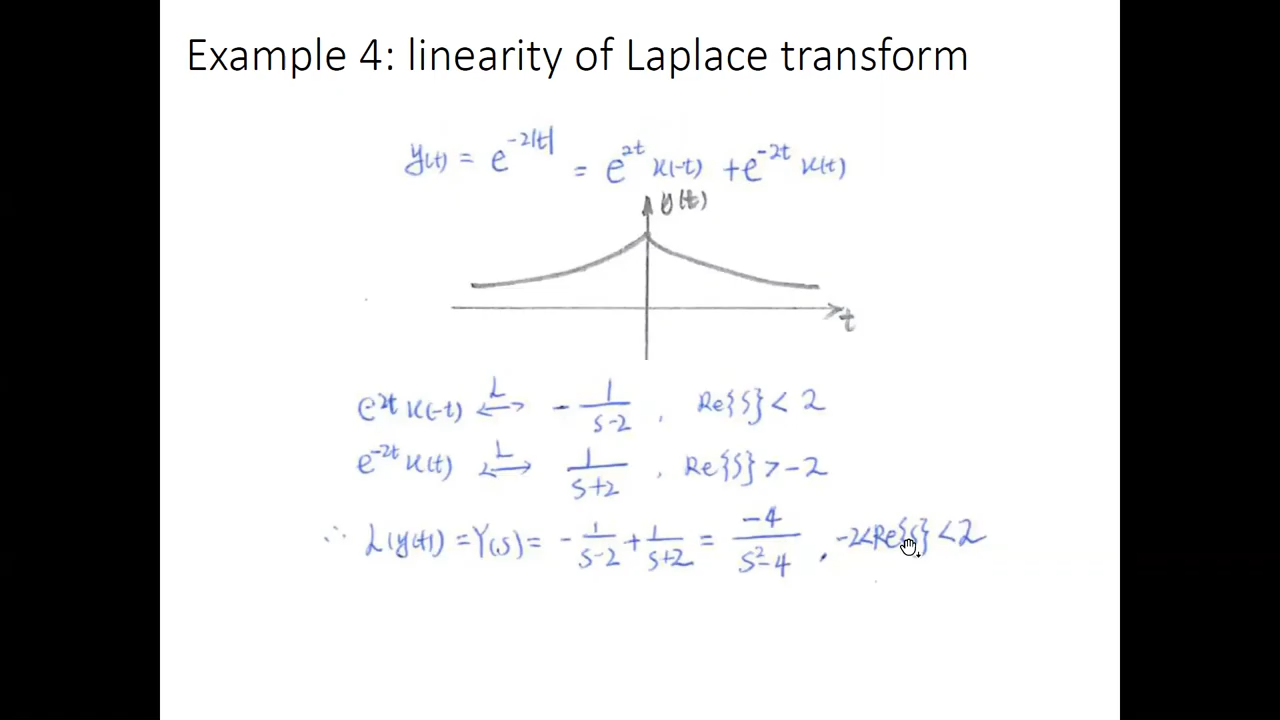 Example 4: linearity of Laplace transform
y(t) = e^{-2|t|} = e^{2t} u(-t) + e^{-2t} u(t)
y(t)
t
e^{2t} u(-t) ⟷^{L} - 1/(s-2) , Re{s} < 2
e^{-2t} u(t) ⟷^{L} 1/(s+2) , Re{s} > -2
∴ L(y(t)) = Y(s) = - 1/(s-2) + 1/(s+2) = -4/(s²-4) , -2<Re{s}<2